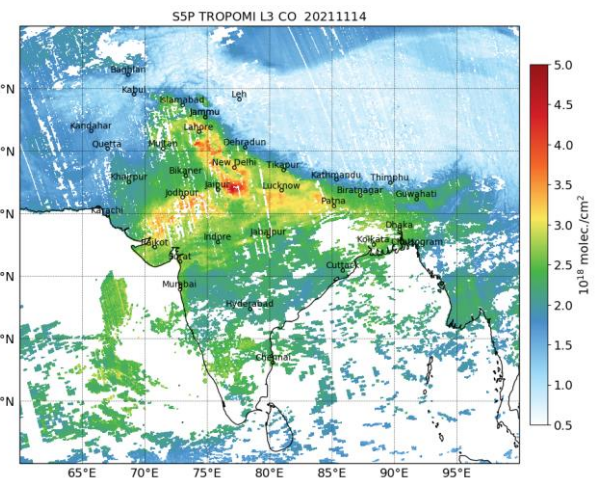 S5P TROPOMI L3 CO 20211114
Baghlan
Kabul
Islamabad
Leh
Jammu
Kandahar
Lahore
Quetta
Multan
Dehradun
New Delhi
Tikapur
Khairpur
Bikaner
Jaipur
Lucknow
Kathmandu
Thimphu
Jodhpur
Biratnagar
Guwahati
Patna
Karachi
Dhaka
Rajkot
Indore
Jabalpur
Kolkata
Chattogram
Surat
Cuttack
Mumbai
Hyderabad
Chennai
°N
°N
°N
°N
°N
°N
65°E
70°E
75°E
80°E
85°E
90°E
95°E
5.0
4.5
4.0
3.5
3.0
2.5
2.0
1.5
1.0
0.5
10¹⁸ molec./cm²